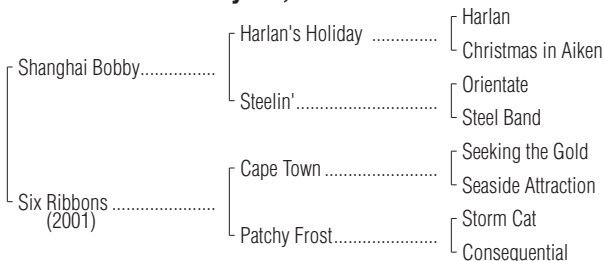 Harlan
Harlan's Holiday ..............
Christmas in Aiken
Shanghai Bobby................
Orientate
Steelin'..............................
Steel Band
Seeking the Gold
Cape Town ........................
Seaside Attraction
Six Ribbons ......................
(2001)
Storm Cat
Patchy Frost......................
Consequential